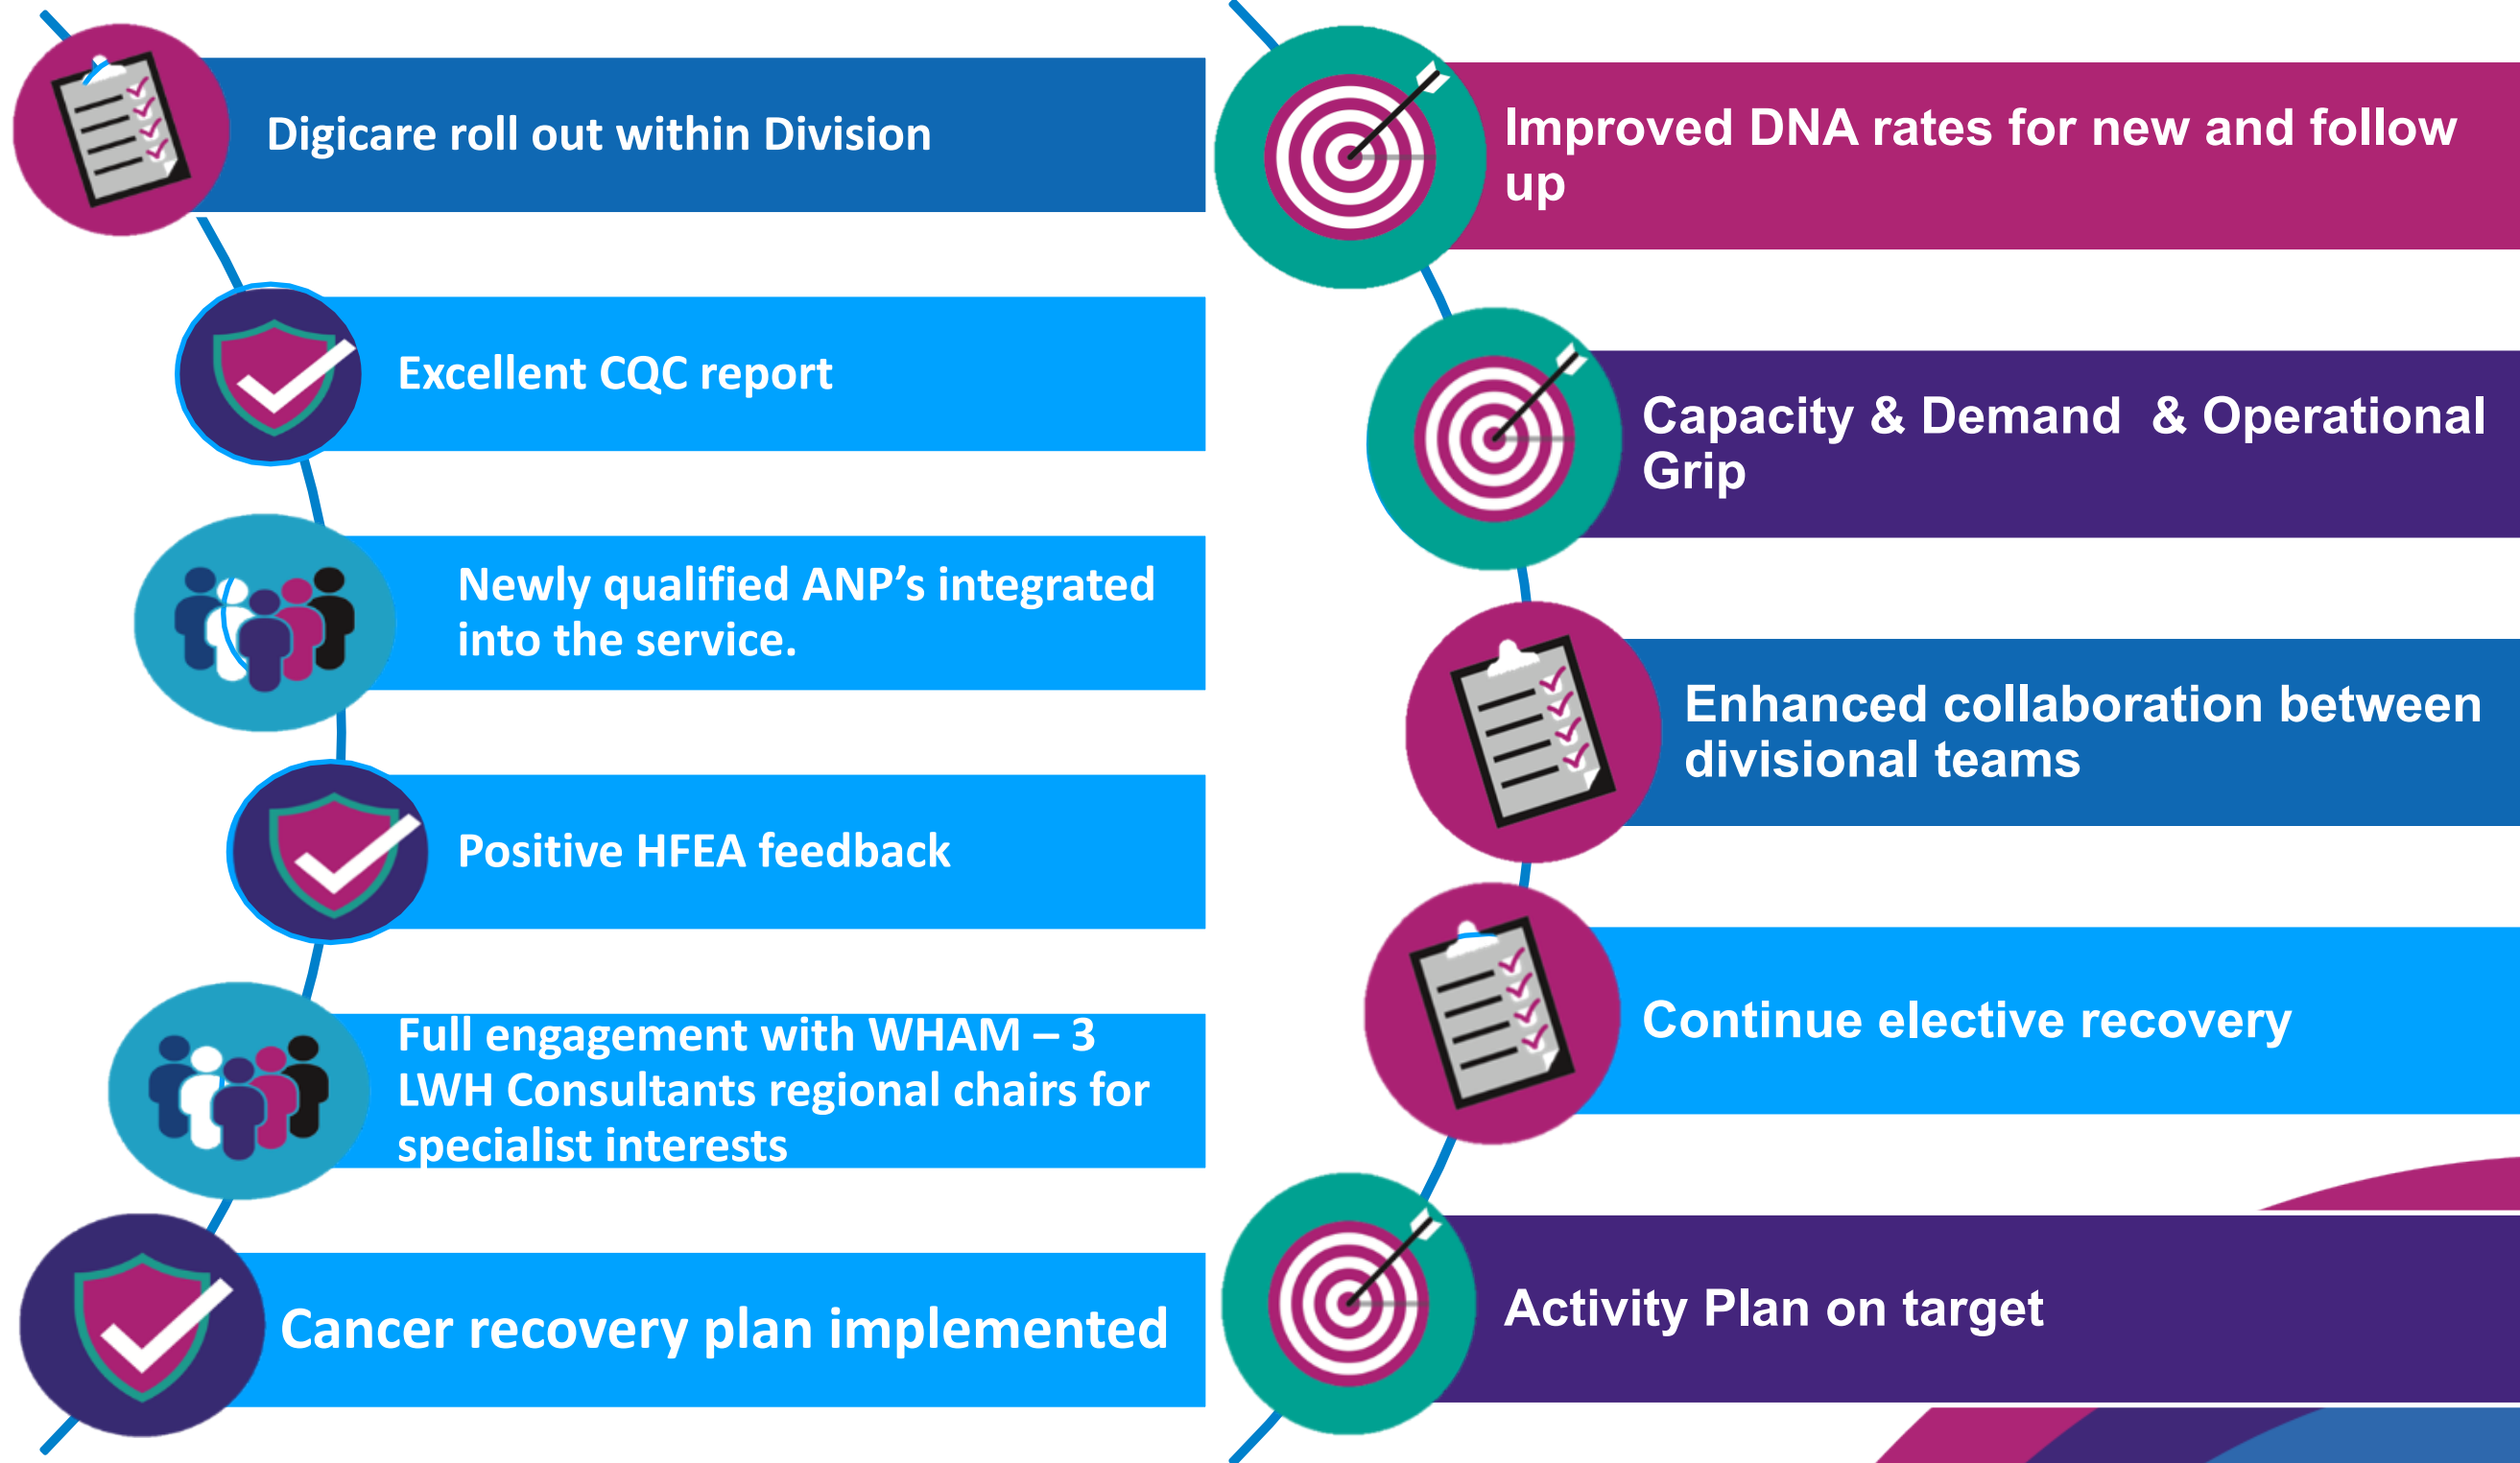 Digicare roll out within Division
Excellent CQC report
Newly qualified ANP’s integrated
into the service.
Positive HFEA feedback
Full engagement with WHAM – 3
LWH Consultants regional chairs for
specialist interests
Cancer recovery plan implemented
Improved DNA rates for new and follow
up
Capacity & Demand  & Operational
Grip
Enhanced collaboration between
divisional teams
Continue elective recovery
Activity Plan on target